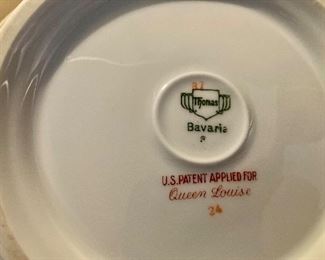 Thomas
Bavaria
U.S. PATENT APPLIED FOR
Queen Louise